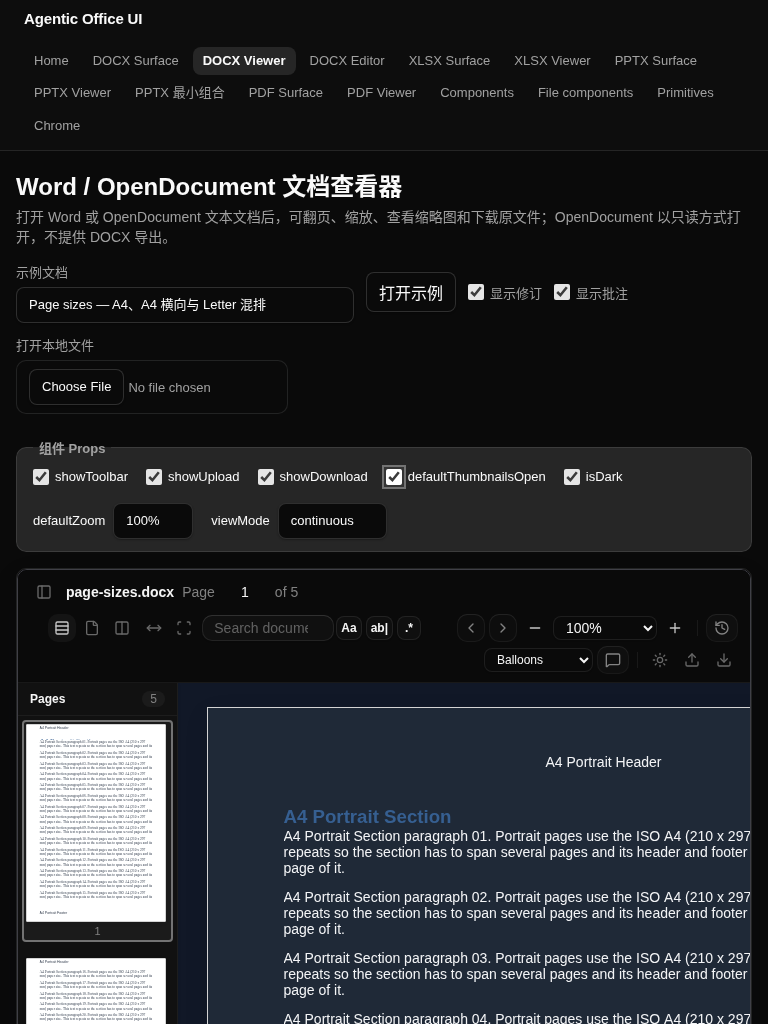 Agentic Office UI
Home DOCX Surface DOCX Viewer DOCX Editor XLSX Surface XLSX Viewer PPTX Surface
PPTX Viewer PPTX 最小组合 PDF Surface PDF Viewer Components File components Primitives
Chrome
Word / OpenDocument 文档查看器
打开 Word 或 OpenDocument 文本文档后，可翻页、缩放、查看缩略图和下载原文件；OpenDocument 以只读方式打
开，不提供 DOCX 导出。
示例文档
Page sizes — A4、A4 横向与 Letter 混排 打开示例 显示修订 显示批注
打开本地文件
Choose File No file chosen
组件 Props
showToolbar showUpload showDownload defaultThumbnailsOpen isDark
defaultZoom 100% viewMode continuous
page-sizes.docx Page 1 of 5
Search docume Aa ab| .* 100%
Balloons
Pages 5
A4 Portrait Header
1
A4 Portrait Header
A4 Portrait Section
A4 Portrait Section paragraph 01. Portrait pages use the ISO A4 (210 x 297
repeats so the section has to span several pages and its header and footer
page of it.
A4 Portrait Section paragraph 02. Portrait pages use the ISO A4 (210 x 297
repeats so the section has to span several pages and its header and footer
page of it.
A4 Portrait Section paragraph 03. Portrait pages use the ISO A4 (210 x 297
repeats so the section has to span several pages and its header and footer
page of it.
A4 Portrait Section paragraph 04. Portrait pages use the ISO A4 (210 x 297